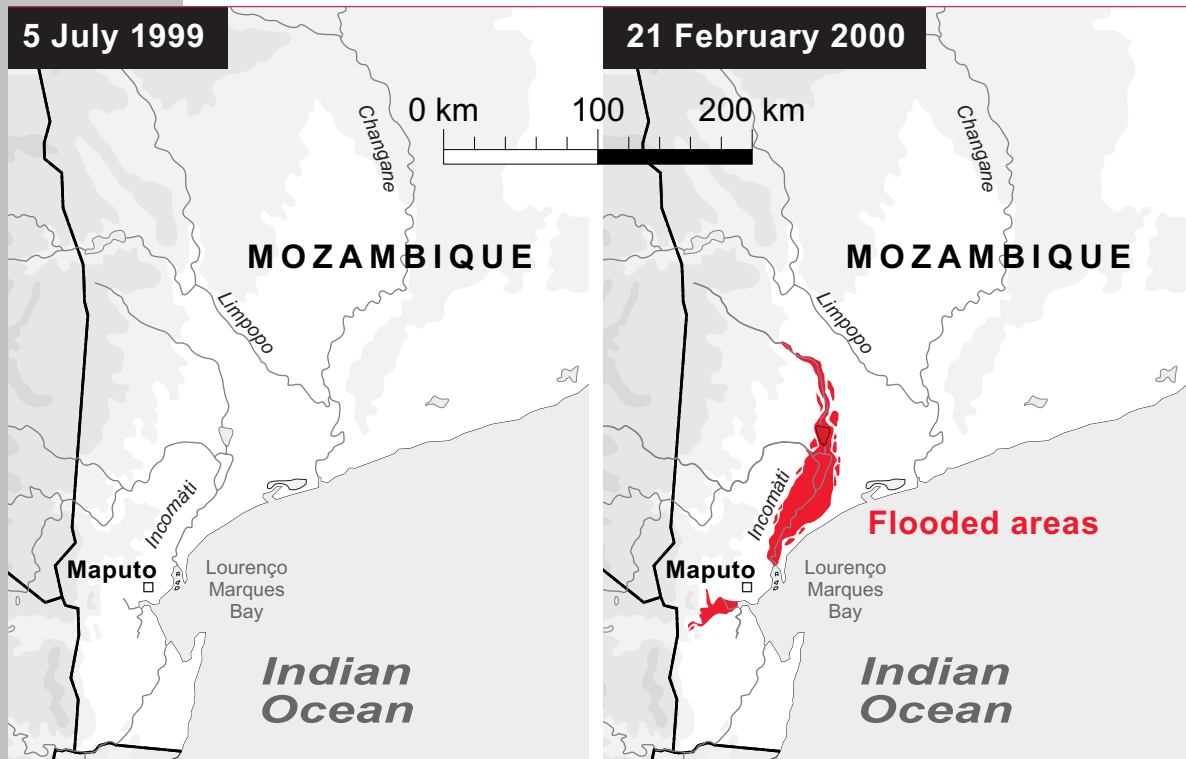 5 July 1999
21 February 2000
0 km 100 200 km
Changane
MOZAMBIQUE
Limpopo
Incomàti
Maputo
Lourenço
Marques
Bay
Indian
Ocean
Changane
MOZAMBIQUE
Limpopo
Incomàti
Flooded areas
Maputo
Lourenço
Marques
Bay
Indian
Ocean